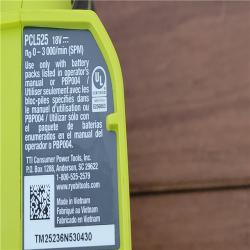 PCL525 18V ⎓
n₀ 0 – 3 000/min (SPM)
Use only with battery
packs listed in operator's
manual or PBP004 /
Utiliser seulement avec les
bloc-piles spécifiés dans
le manuel d'utilisation ou
PBP004 / Utilizar sólo con
el paquete de baterías
enumerados en el manual
del operador o PBP004.
TTI Consumer Power Tools, Inc.
P.O. Box 1288, Anderson, SC 29622
1-800-525-2579
www.ryobitools.com
Made in Vietnam
Fabriqué au Vietnam
Hecho en Vietnam
TM25236N530430
UL